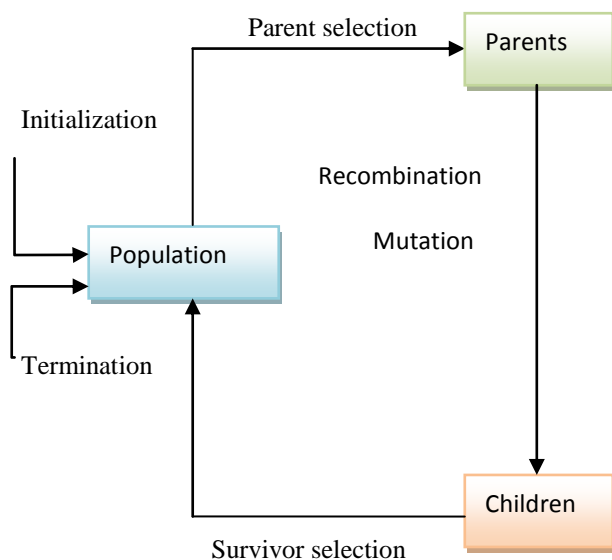 Parent selection
Parents
Initialization
Recombination
Mutation
Population
Termination
Children
Survivor selection